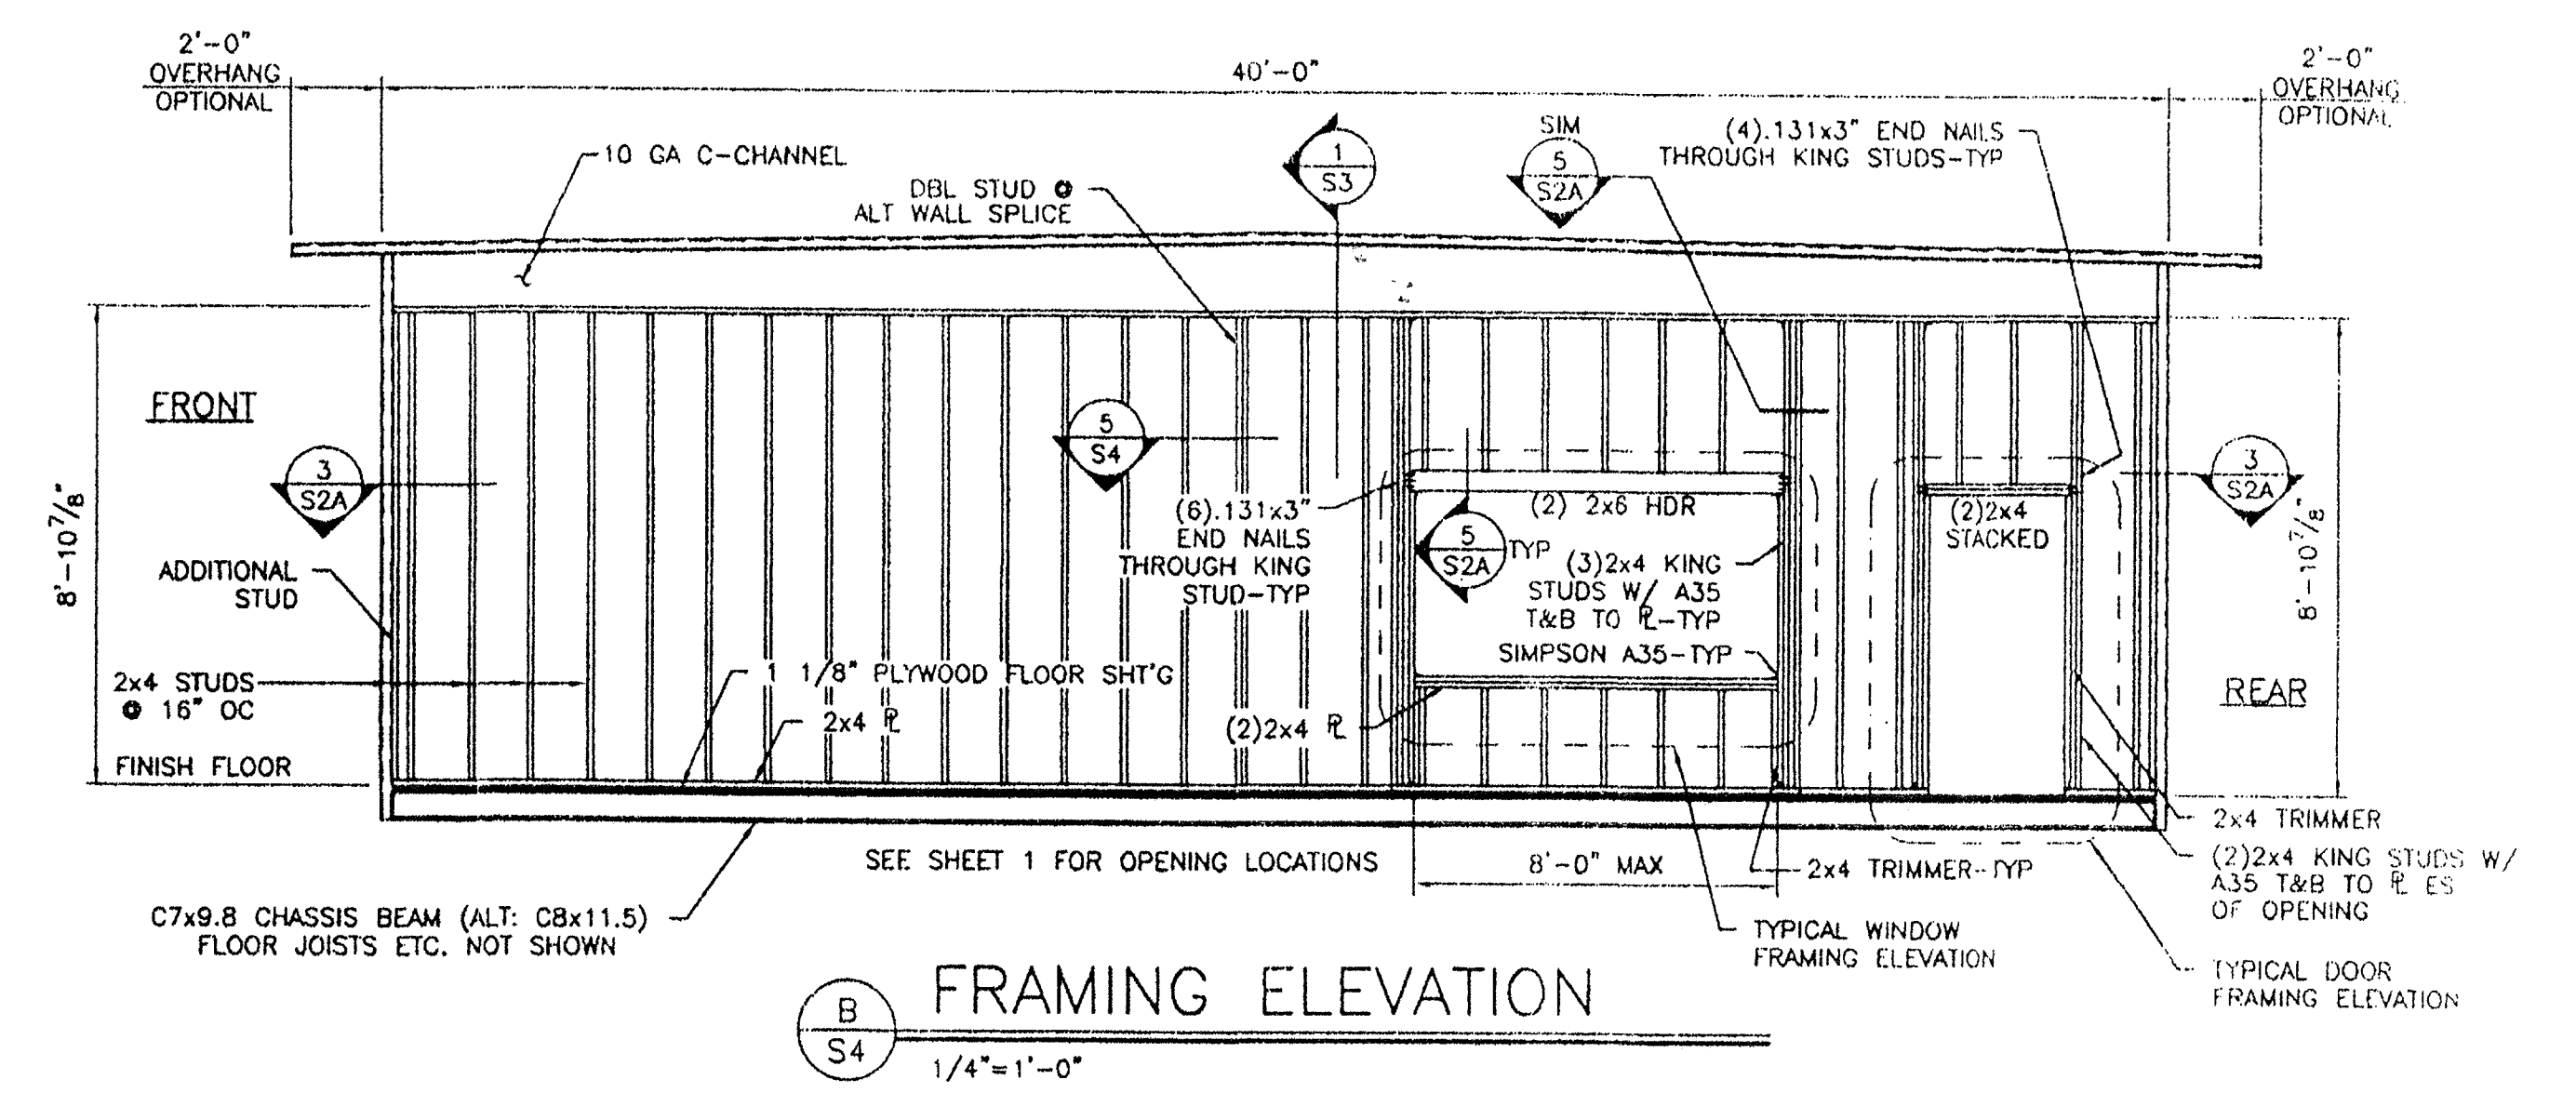 2'-0"
OVERHANG
OPTIONAL
40'-0"
2'-0"
OVERHANG
OPTIONAL
10 GA C-CHANNEL
DBL STUD @
ALT WALL SPLICE
1
S3
SIM
5
S2A
(4).131x3" END NAILS
THROUGH KING STUDS-TYP
FRONT
3
S2A
8'-10 7/8"
ADDITIONAL
STUD
2x4 STUDS
@ 16" OC
FINISH FLOOR
5
S4
(6).131x3"
END NAILS
THROUGH KING
STUD-TYP
1 1/8" PLYWOOD FLOOR SHT'G
2x4 ℄
(2)2x4 ℄
(2) 2x6 HDR
5
S2A
TYP
(3)2x4 KING
STUDS W/ A35
T&B TO ℄-TYP
SIMPSON A35-TYP
(2)2x4
STACKED
3
S2A
8'-10 7/8"
REAR
SEE SHEET 1 FOR OPENING LOCATIONS
8'-0" MAX
2x4 TRIMMER-TYP
2x4 TRIMMER
(2)2x4 KING STUDS W/
A35 T&B TO ℄ ES
OF OPENING
C7x9.8 CHASSIS BEAM (ALT: C8x11.5)
FLOOR JOISTS ETC. NOT SHOWN
TYPICAL WINDOW
FRAMING ELEVATION
TYPICAL DOOR
FRAMING ELEVATION
B
S4
FRAMING ELEVATION
1/4"=1'-0"